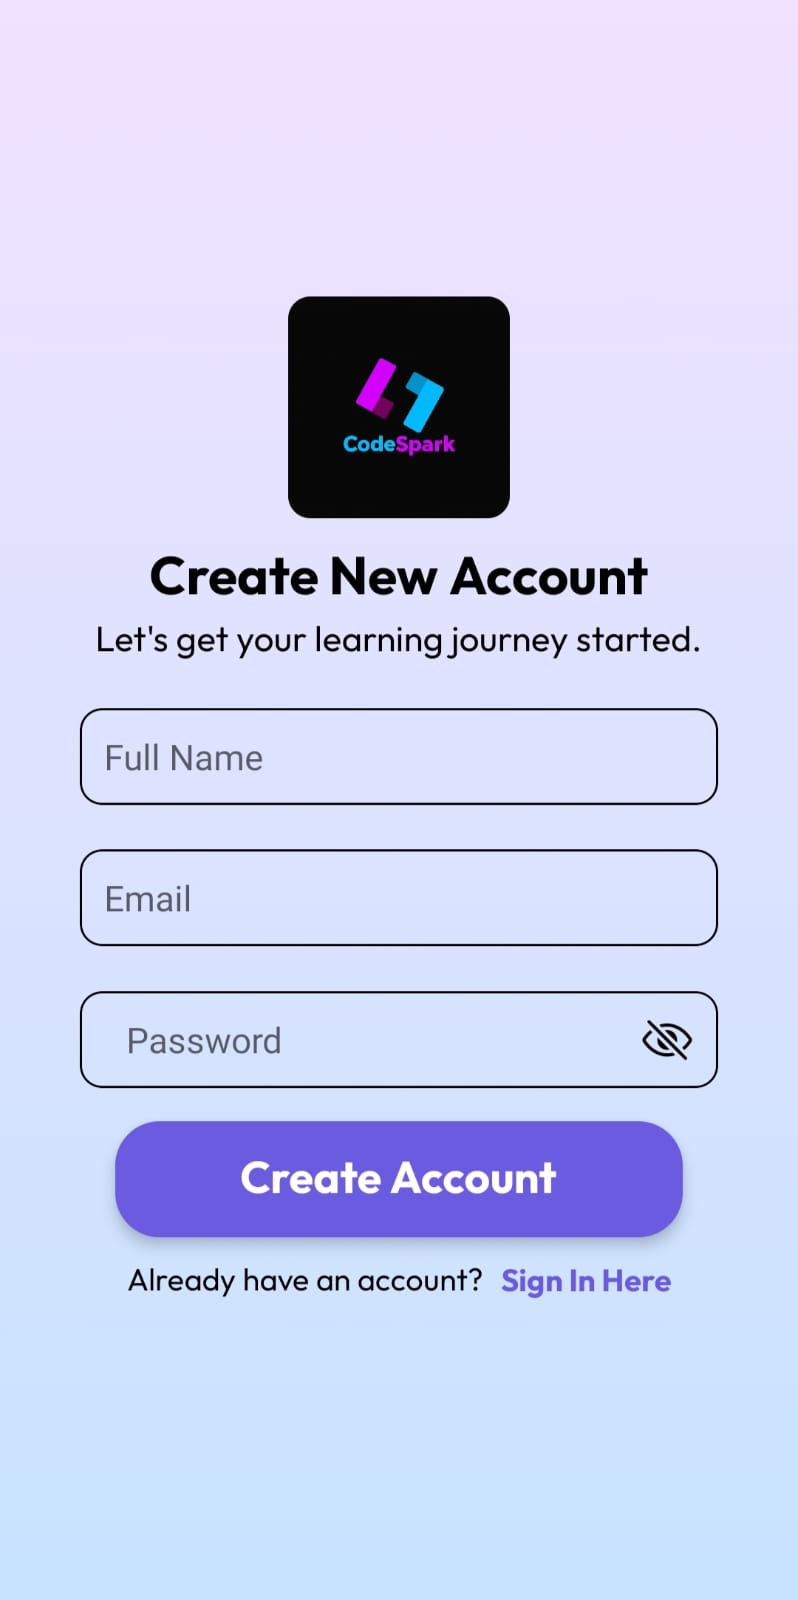 CodeSpark
Create New Account
Let's get your learning journey started.
Full Name
Email
Password
Create Account
Already have an account? Sign In Here